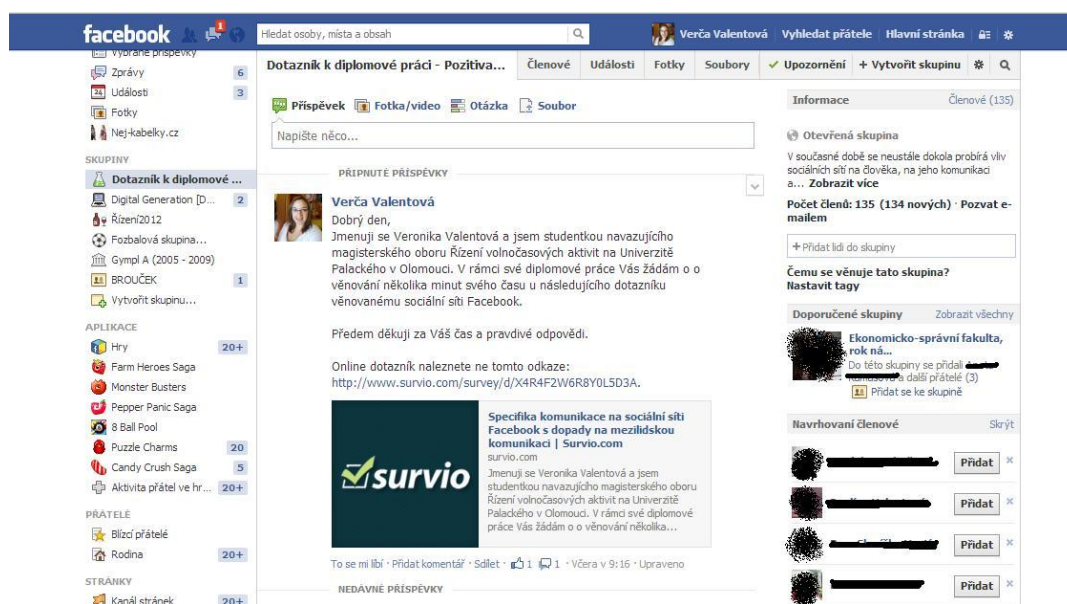 facebook
1
Hledat osoby, místa a obsah
Verča Valentová
Vyhledat přátele
Hlavní stránka
Vybrané příspěvky
Zprávy 6
Události 3
Fotky
Nej-kabelky.cz
SKUPINY
Dotazník k diplomové ...
Digital Generation [D... 2
Řízení2012
Fozbalová skupina...
Gympl A (2005 - 2009)
BROUČEK 1
Vytvořit skupinu...
APLIKACE
Hry 20+
Farm Heroes Saga
Monster Busters
Pepper Panic Saga
8 Ball Pool
Puzzle Charms 20
Candy Crush Saga 5
Aktivita přátel ve hr... 20+
PŘÁTELÉ
Blízcí přátelé
Rodina 20+
STRÁNKY
Kanál stránek 20+
Dotazník k diplomové práci - Pozitiva...
Členové
Události
Fotky
Soubory
Upozornění
+ Vytvořit skupinu
Příspěvek
Fotka/video
Otázka
Soubor
Napište něco...
PŘIPNUTÉ PŘÍSPĚVKY
Verča Valentová
Dobrý den,
Jmenuji se Veronika Valentová a jsem studentkou navazujícího
magisterského oboru Řízení volnočasových aktivit na Univerzitě
Palackého v Olomouci. V rámci své diplomové práce Vás žádám o o
věnování několika minut svého času u následujícího dotazníku
věnovanému sociální síti Facebook.
Předem děkuji za Váš čas a pravdivé odpovědi.
Online dotazník naleznete ne tomto odkaze:
http://www.survio.com/survey/d/X4R4F2W6R8Y0L5D3A.
survio
Specifika komunikace na sociální síti
Facebook s dopady na mezilidskou
komunikaci | Survio.com
survio.com
Jmenuji se Veronika Valentová a jsem
studentkou navazujícího magisterského oboru
Řízení volnočasových aktivit na Univerzitě
Palackého v Olomouci. V rámci své diplomové
práce Vás žádám o o věnování několika...
To se mi líbí · Přidat komentář · Sdílet · 1 1 · Včera v 9:16 · Upraveno
NEDÁVNÉ PŘÍSPĚVKY
Informace
Členové (135)
Otevřená skupina
V současné době se neustále dokola probírá vliv
sociálních sítí na člověka, na jeho komunikaci
a... Zobrazit více
Počet členů: 135 (134 nových) · Pozvat e-
mailem
+Přidat lidi do skupiny
Čemu se věnuje tato skupina?
Nastavit tagy
Doporučené skupiny
Zobrazit všechny
Ekonomicko-správní fakulta,
rok ná...
Do této skupiny se přidali
a další přátelé (3)
Přidat se ke skupině
Navrhovaní členové
Skrýt
Přidat ×
Přidat ×
Přidat ×
Přidat ×